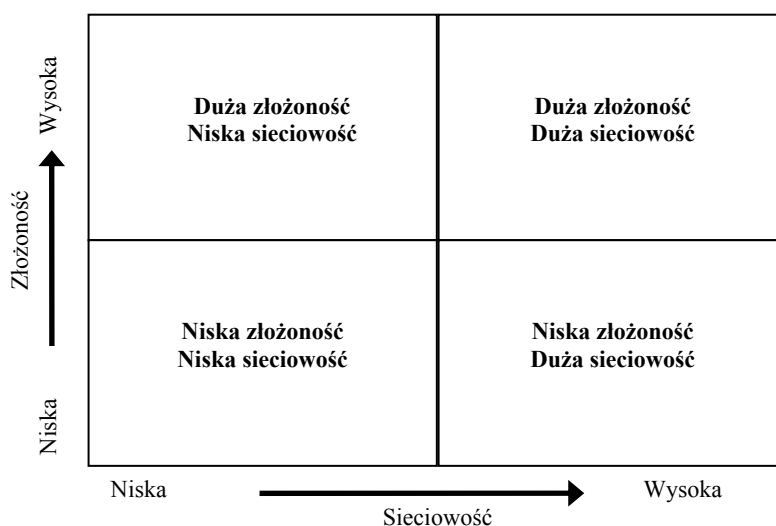 Wysoka
Złożoność
Niska
Duża złożoność
Niska sieciowość
Duża złożoność
Duża sieciowość
Niska złożoność
Niska sieciowość
Niska złożoność
Duża sieciowość
Niska
Wysoka
Sieciowość